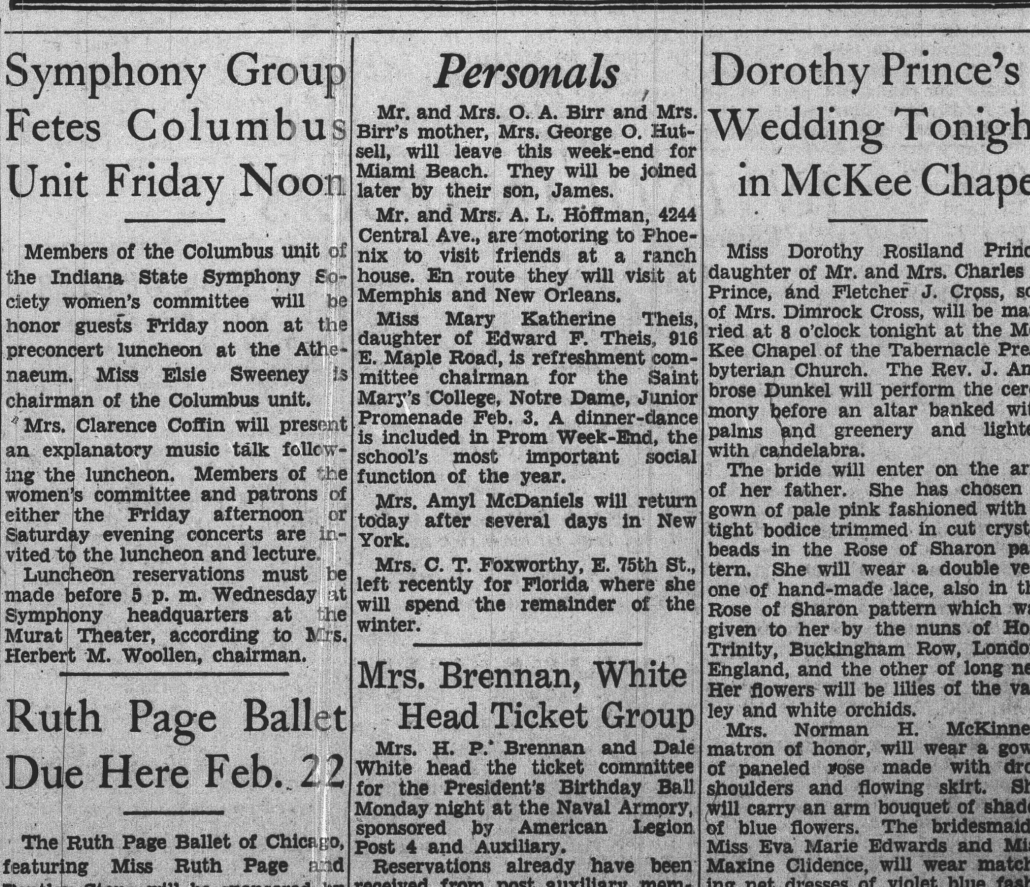 Symphony Group
Fetes Columbus
Unit Friday Noon
Members of the Columbus unit of
the Indiana State Symphony So-
ciety women's committee will be
honor guests Friday noon at the
preconcert luncheon at the Athe-
naeum. Miss Elsie Sweeney is
chairman of the Columbus unit.
Mrs. Clarence Coffin will present
an explanatory music talk follow-
ing the luncheon. Members of the
women's committee and patrons of
either the Friday afternoon or
Saturday evening concerts are in-
vited to the luncheon and lecture.
Luncheon reservations must be
made before 5 p. m. Wednesday at
Symphony headquarters at the
Murat Theater, according to Mrs.
Herbert M. Woollen, chairman.
Ruth Page Ballet
Due Here Feb. 22
The Ruth Page Ballet of Chicago,
featuring Miss Ruth Page and
Personals
Mr. and Mrs. O. A. Birr and Mrs.
Birr's mother, Mrs. George O. Hut-
sell, will leave this week-end for
Miami Beach. They will be joined
later by their son, James.
Mr. and Mrs. A. L. Hoffman, 4244
Central Ave., are motoring to Phoe-
nix to visit friends at a ranch
house. En route they will visit at
Memphis and New Orleans.
Miss Mary Katherine Theis,
daughter of Edward F. Theis, 916
E. Maple Road, is refreshment com-
mittee chairman for the Saint
Mary's College, Notre Dame, Junior
Promenade Feb. 3. A dinner-dance
is included in Prom Week-End, the
school's most important social
function of the year.
Mrs. Amyl McDaniels will return
today after several days in New
York.
Mrs. C. T. Foxworthy, E. 75th St.,
left recently for Florida where she
will spend the remainder of the
winter.
Mrs. Brennan, White
Head Ticket Group
Mrs. H. P. Brennan and Dale
White head the ticket committee
for the President's Birthday Ball
Monday night at the Naval Armory,
sponsored by American Legion
Post 4 and Auxiliary.
Reservations already have been
received from post auxiliary mem-
Dorothy Prince's
Wedding Tonigh
in McKee Chape
Miss Dorothy Rosiland Princ
daughter of Mr. and Mrs. Charles
Prince, and Fletcher J. Cross, so
of Mrs. Dimrock Cross, will be ma
ried at 8 o'clock tonight at the Mc
Kee Chapel of the Tabernacle Pre
byterian Church. The Rev. J. Am
brose Dunkel will perform the cere
mony before an altar banked wit
palms and greenery and lighte
with candelabra.
The bride will enter on the ar
of her father. She has chosen
gown of pale pink fashioned with
tight bodice trimmed in cut cryst
beads in the Rose of Sharon pa
tern. She will wear a double ve
one of hand-made lace, also in th
Rose of Sharon pattern which wa
given to her by the nuns of Ho
Trinity, Buckingham Row, Londo
England, and the other of long ne
Her flowers will be lilies of the va
ley and white orchids.
Mrs. Norman H. McKinne
matron of honor, will wear a gow
of paneled rose made with dro
shoulders and flowing skirt. Sh
will carry an arm bouquet of shade
of blue flowers. The bridesmaid
Miss Eva Marie Edwards and Mis
Maxine Clidence, will wear match
ing net dresses of violet blue fash